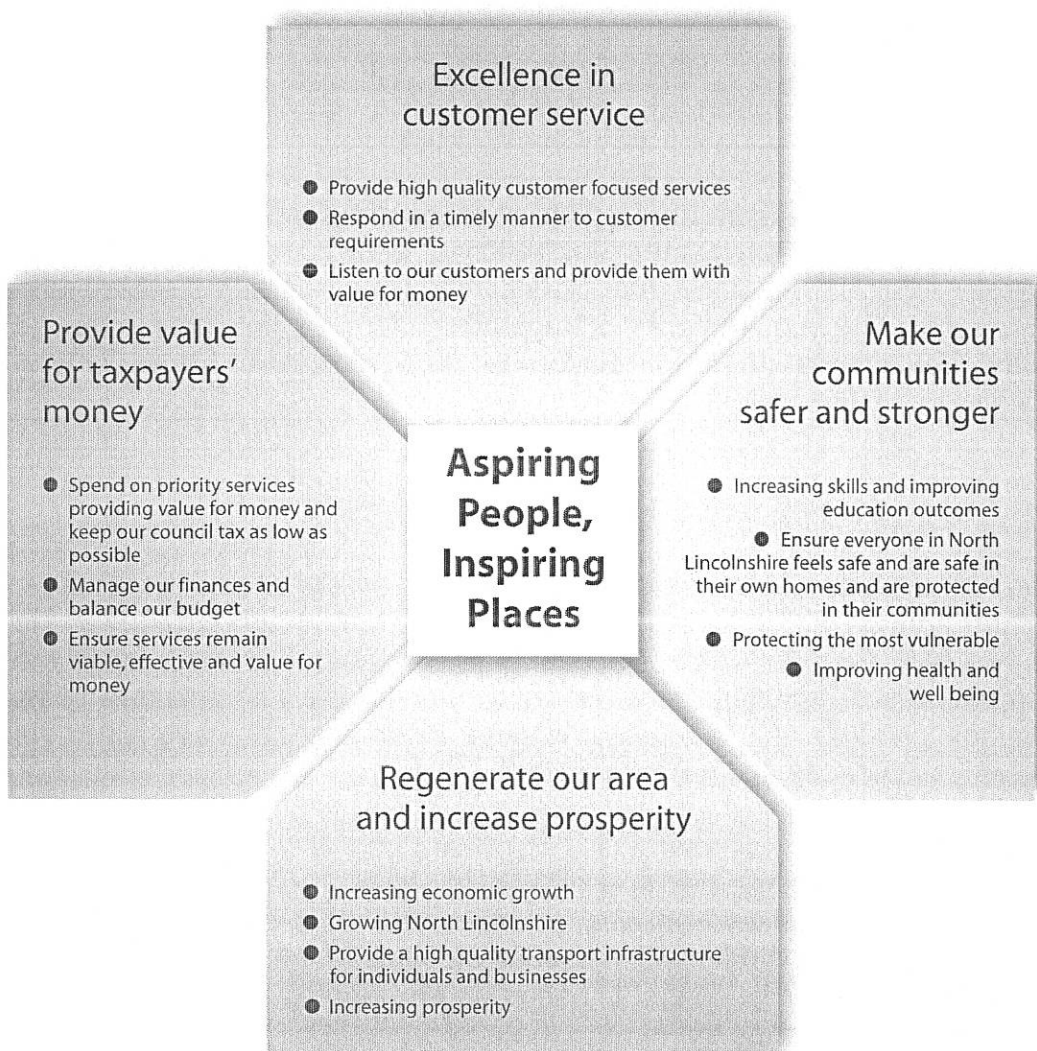 Excellence in
customer service
● Provide high quality customer focused services
● Respond in a timely manner to customer
requirements
● Listen to our customers and provide them with
value for money
Provide value
for taxpayers'
money
● Spend on priority services
providing value for money and
keep our council tax as low as
possible
● Manage our finances and
balance our budget
● Ensure services remain
viable, effective and value for
money
Aspiring
People,
Inspiring
Places
Make our
communities
safer and stronger
● Increasing skills and improving
education outcomes
● Ensure everyone in North
Lincolnshire feels safe and are safe in
their own homes and are protected
in their communities
● Protecting the most vulnerable
● Improving health and
well being
Regenerate our area
and increase prosperity
● Increasing economic growth
● Growing North Lincolnshire
● Provide a high quality transport infrastructure
for individuals and businesses
● Increasing prosperity